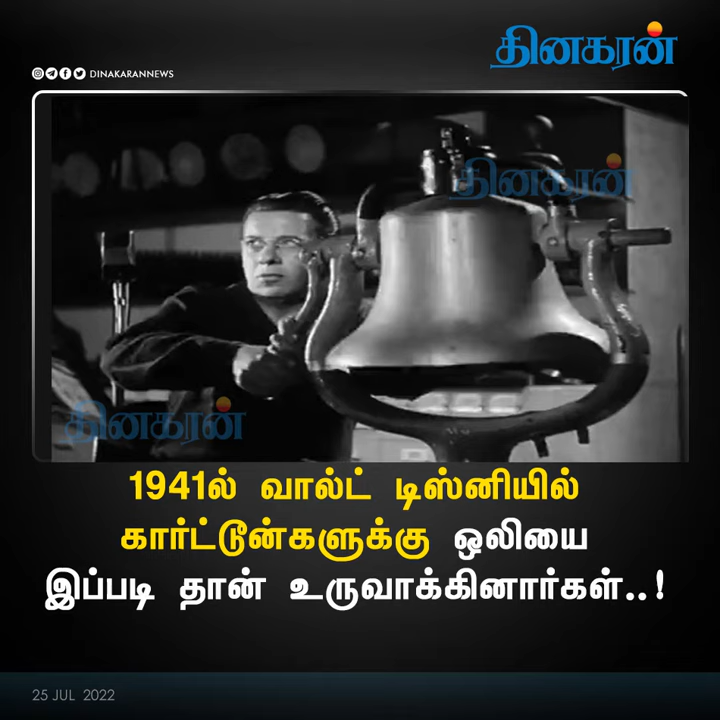 தினகரன்
DINAKARANNEWS
தினகரன்
தினகரன்
1941ல் வால்ட் டிஸ்னியில்
கார்ட்டூன்களுக்கு ஒலியை
இப்படி தான் உருவாக்கினார்கள்..!
25 JUL 2022